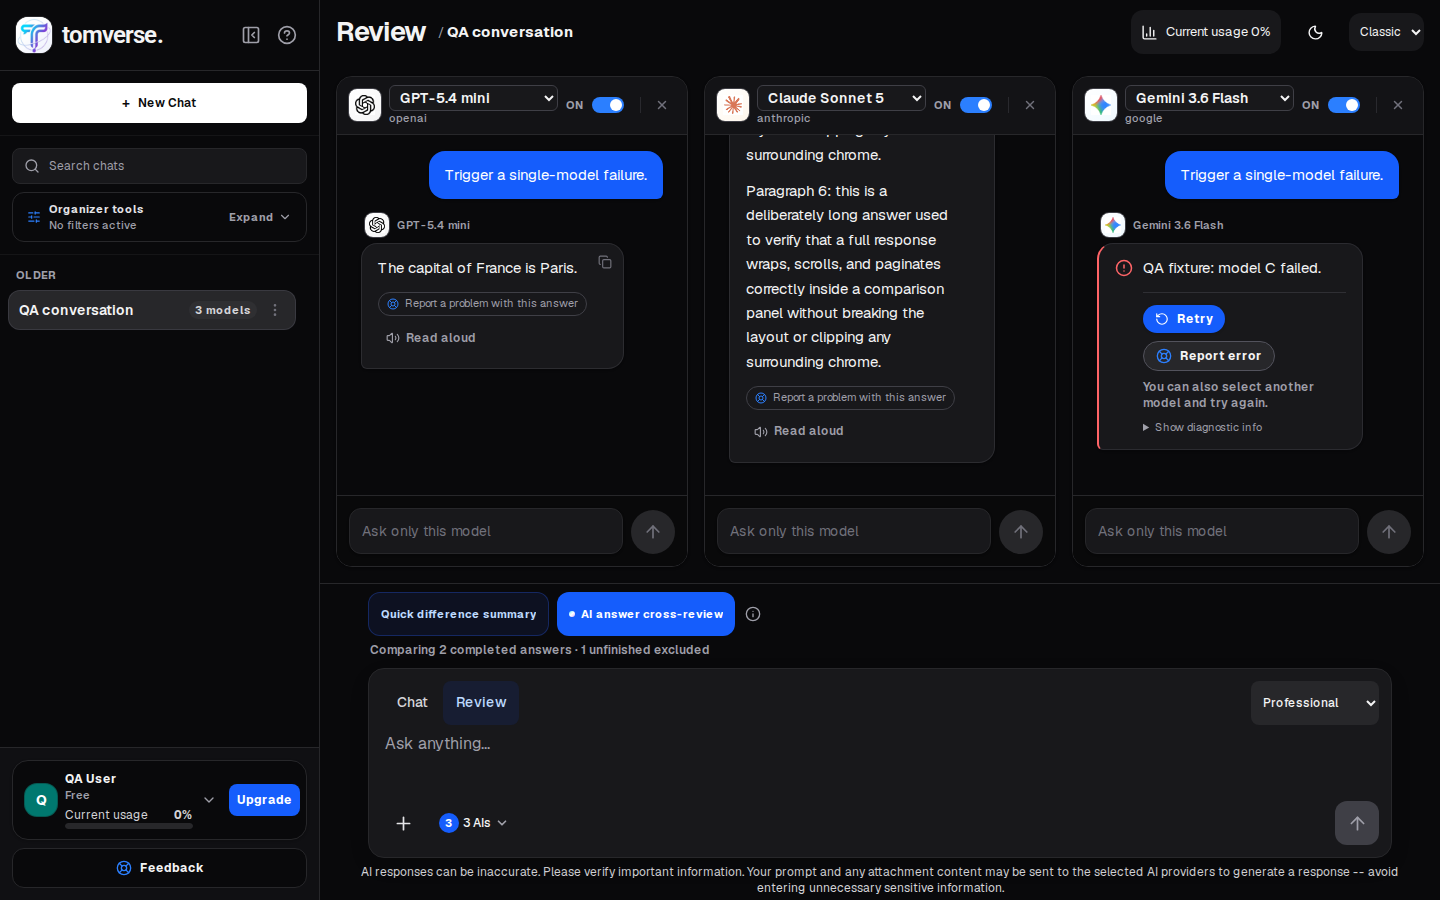 tomverse.
+ New Chat
Search chats
Organizer tools
No filters active
Expand
OLDER
QA conversation
3 models
QA User
Free
Current usage 0%
Upgrade
Q
Feedback
Review / QA conversation
Current usage 0%
Classic
GPT-5.4 mini
openai
ON
Trigger a single-model failure.
GPT-5.4 mini
The capital of France is Paris.
Report a problem with this answer
Read aloud
Ask only this model
Claude Sonnet 5
anthropic
ON
surrounding chrome.
Paragraph 6: this is a
deliberately long answer used
to verify that a full response
wraps, scrolls, and paginates
correctly inside a comparison
panel without breaking the
layout or clipping any
surrounding chrome.
Report a problem with this answer
Read aloud
Ask only this model
Gemini 3.6 Flash
google
ON
Trigger a single-model failure.
Gemini 3.6 Flash
QA fixture: model C failed.
Retry
Report error
You can also select another
model and try again.
Show diagnostic info
Ask only this model
Quick difference summary
AI answer cross-review
Comparing 2 completed answers · 1 unfinished excluded
Chat
Review
Professional
Ask anything...
3
3 AIs
AI responses can be inaccurate. Please verify important information. Your prompt and any attachment content may be sent to the selected AI providers to generate a response -- avoid
entering unnecessary sensitive information.